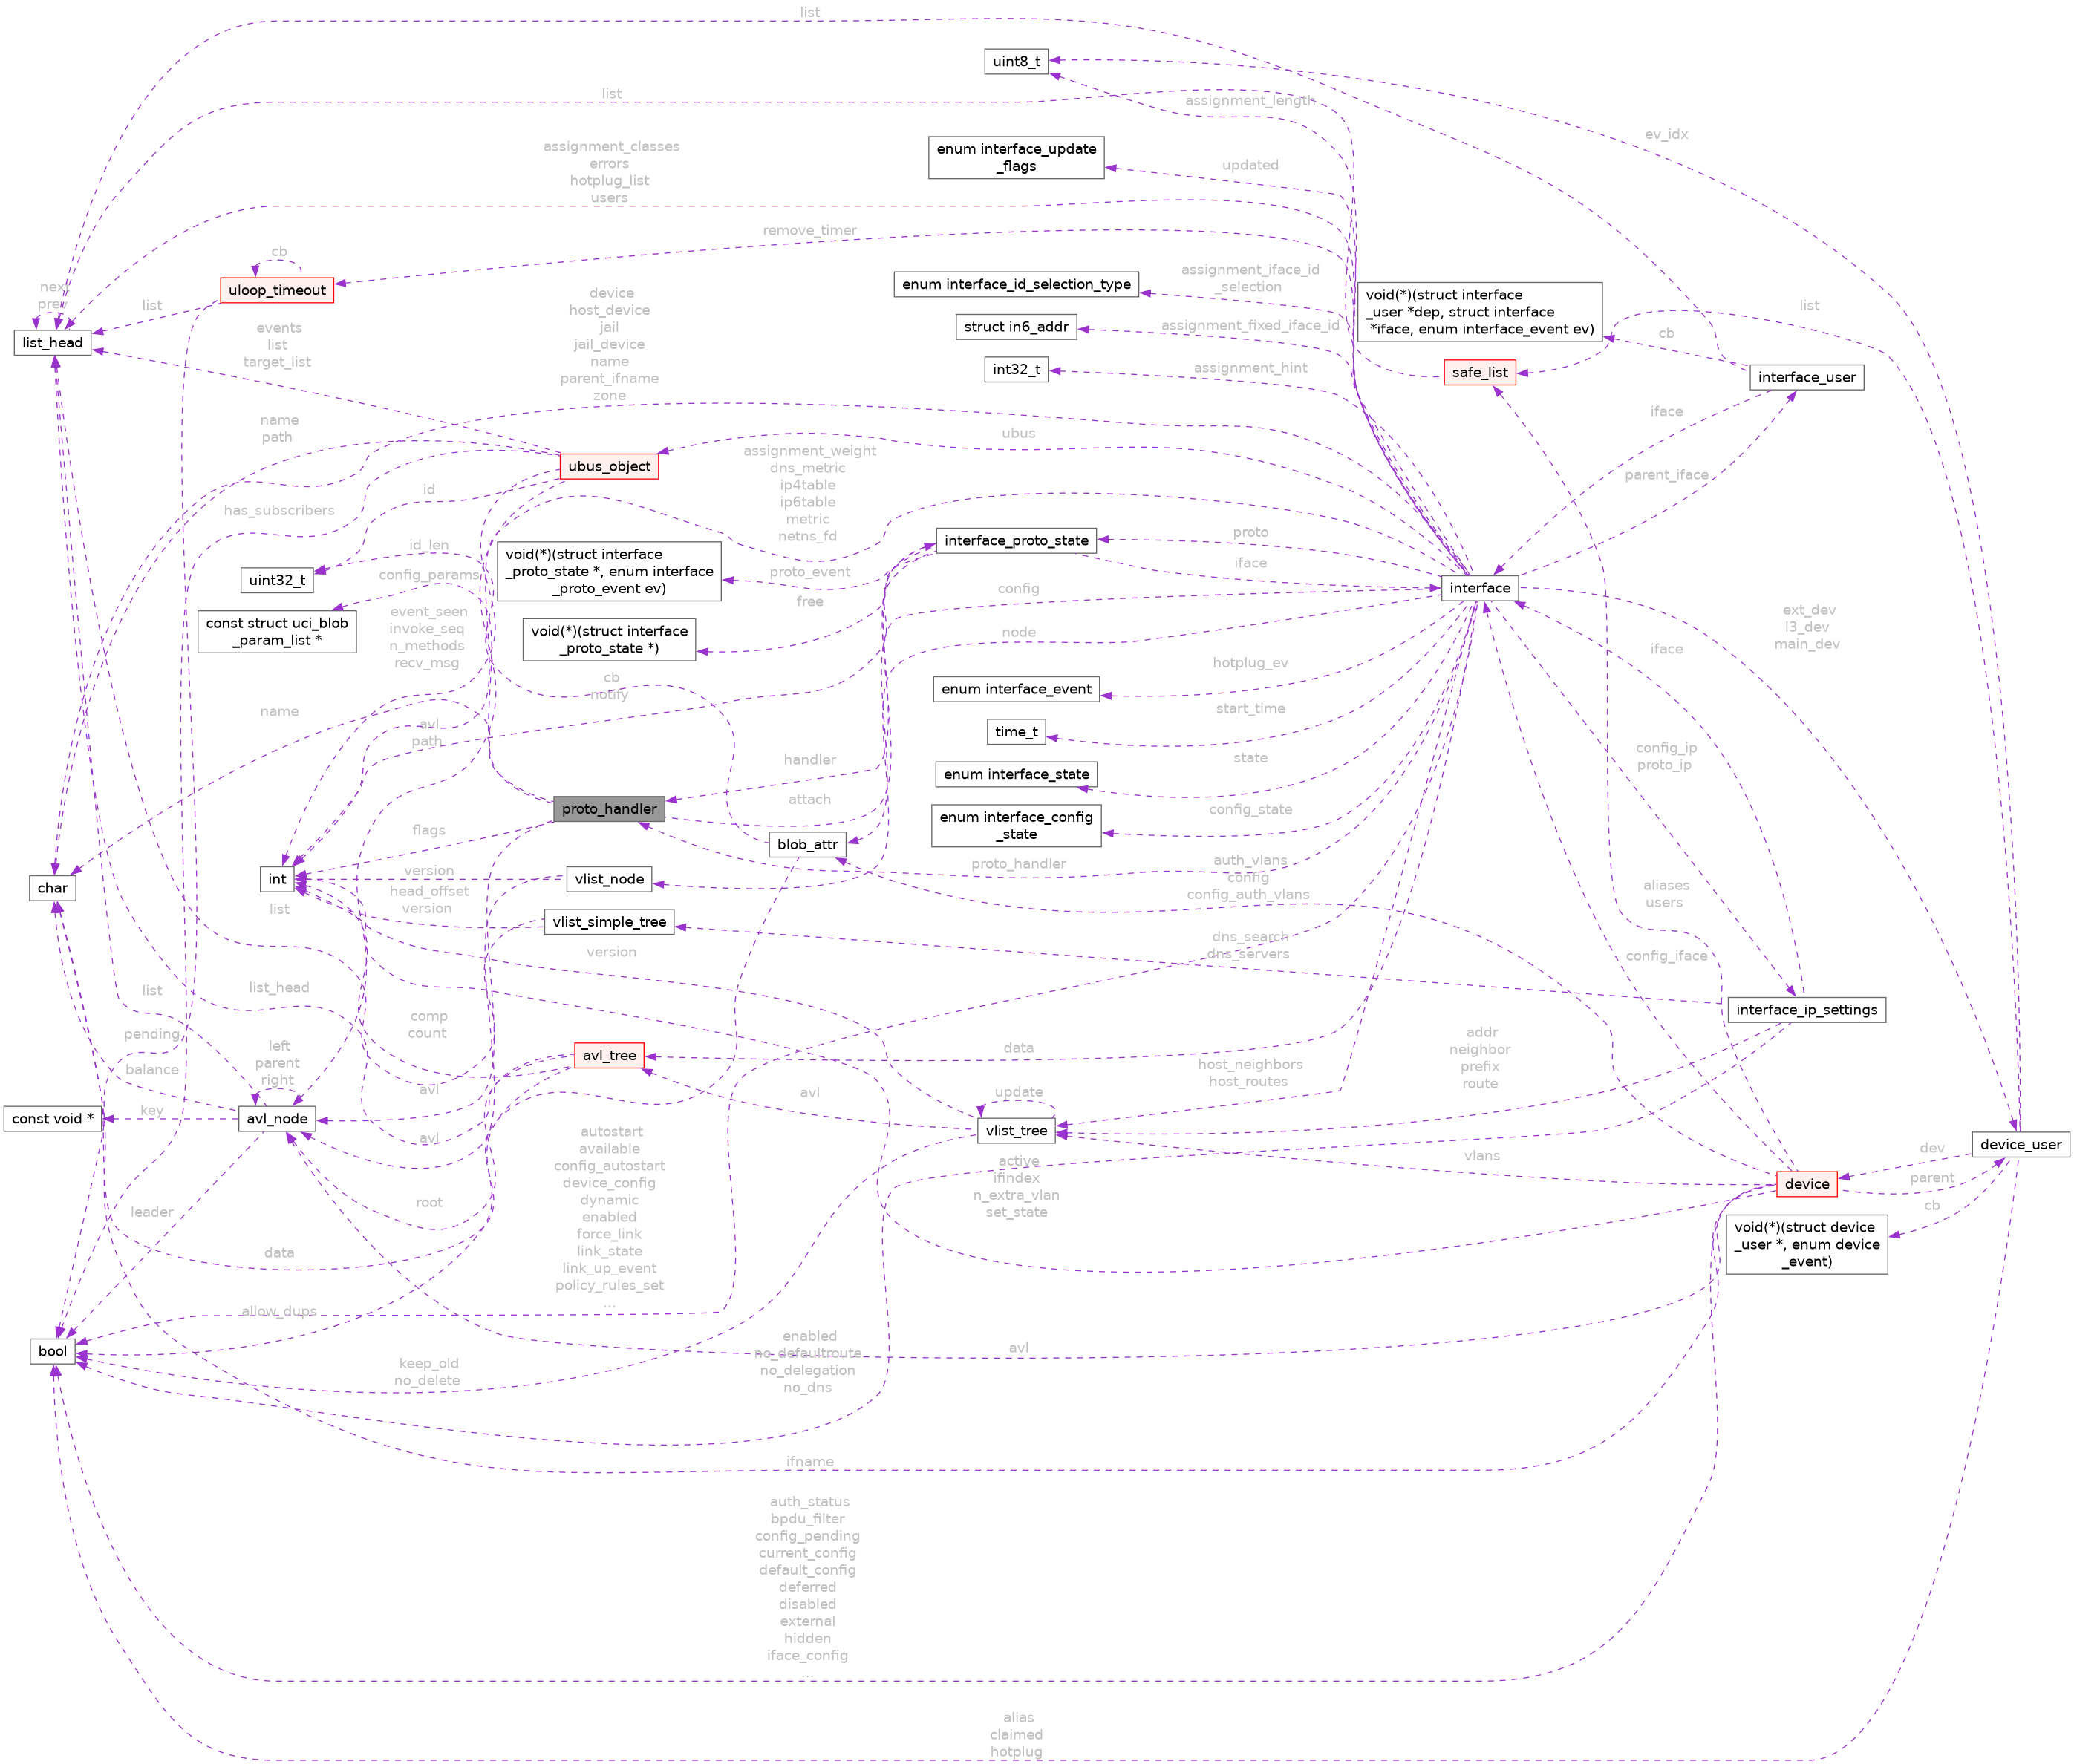 list
uint8_t
list
assignment_length
ev_idx
enum interface_update
_flags
updated
assignment_classes
errors
hotplug_list
users
remove_timer
cb
uloop_timeout
list
next
prev
list_head
events
list
target_list
device
host_device
jail
jail_device
name
parent_ifname
zone
enum interface_id_selection_type
assignment_iface_id
_selection
struct in6_addr
assignment_fixed_iface_id
int32_t
assignment_hint
void(*)(struct interface
_user *dep, struct interface
*iface, enum interface_event ev)
cb
list
safe_list
interface_user
iface
parent_iface
name
path
ubus_object
ubus
has_subscribers
id
assignment_weight
dns_metric
ip4table
ip6table
metric
netns_fd
interface_proto_state
proto
iface
uint32_t
id_len
config_params
void(*)(struct interface
_proto_state *, enum interface
_proto_event ev)
proto_event
interface
const struct uci_blob
_param_list *
event_seen
invoke_seq
n_methods
recv_msg
void(*)(struct interface
_proto_state *)
free
config
node
ext_dev
l3_dev
main_dev
iface
hotplug_ev
enum interface_event
cb
notify
name
avl
path
time_t
start_time
config_ip
proto_ip
enum interface_state
state
handler
attach
proto_handler
enum interface_config
_state
config_state
flags
blob_attr
proto_handler
auth_vlans
config
config_auth_vlans
char
int
version
vlist_node
head_offset
version
vlist_simple_tree
list
aliases
users
version
dns_search
dns_servers
config_iface
list
list_head
interface_ip_settings
comp
count
pending
left
parent
right
avl_tree
data
addr
neighbor
prefix
route
balance
avl
host_neighbors
host_routes
avl
update
const void *
key
avl_node
avl
vlist_tree
vlans
device_user
dev
device
parent
cb
void(*)(struct device
_user *, enum device
_event)
active
ifindex
n_extra_vlan
set_state
root
leader
data
autostart
available
config_autostart
device_config
dynamic
enabled
force_link
link_state
link_up_event
policy_rules_set
...
allow_dups
bool
keep_old
no_delete
enabled
no_defaultroute
no_delegation
no_dns
avl
ifname
auth_status
bpdu_filter
config_pending
current_config
default_config
deferred
disabled
external
hidden
iface_config
...
alias
claimed
hotplug